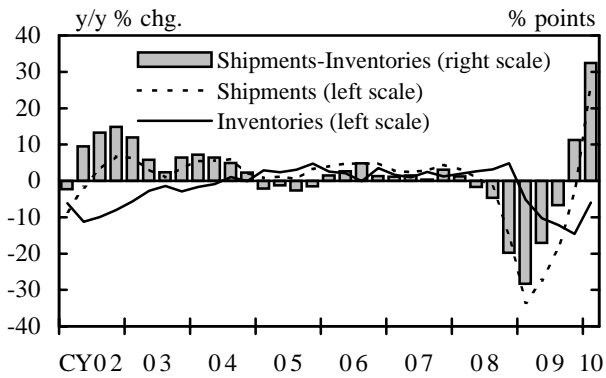 y/y % chg. % points
40
30
20
10
0
-10
-20
-30
-40
Shipments-Inventories (right scale)
Shipments (left scale)
Inventories (left scale)
CY02 03 04 05 06 07 08 09 10